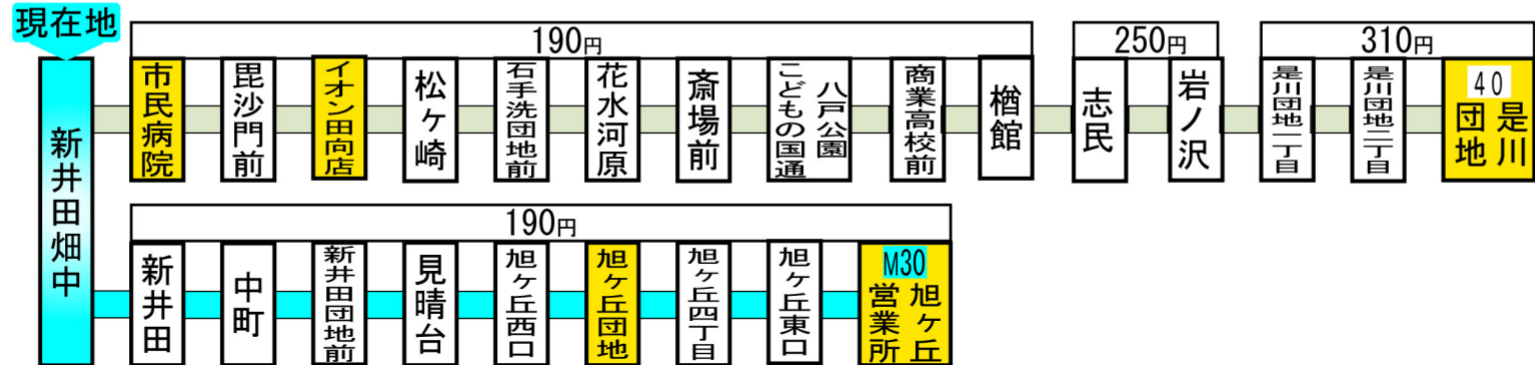 現在地
新井田畑中
190円
250円
310円
市民病院
毘沙門前
イオン田向店
松ヶ崎
石手洗団地前
花水河原
斎場前
八戸公園
こどもの国通
商業高校前
楢館
志民
岩ノ沢
是川団地一丁目
是川団地二丁目
40
是川
団地
190円
新井田
中町
新井田団地前
見晴台
旭ヶ丘西口
旭ヶ丘団地
旭ヶ丘四丁目
旭ヶ丘東口
M30
旭ヶ丘
営業所